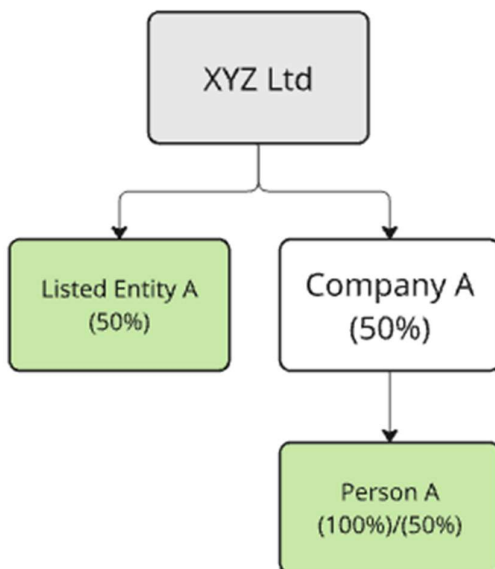 XYZ Ltd
Listed Entity A
(50%)
Company A
(50%)
Person A
(100%)/(50%)